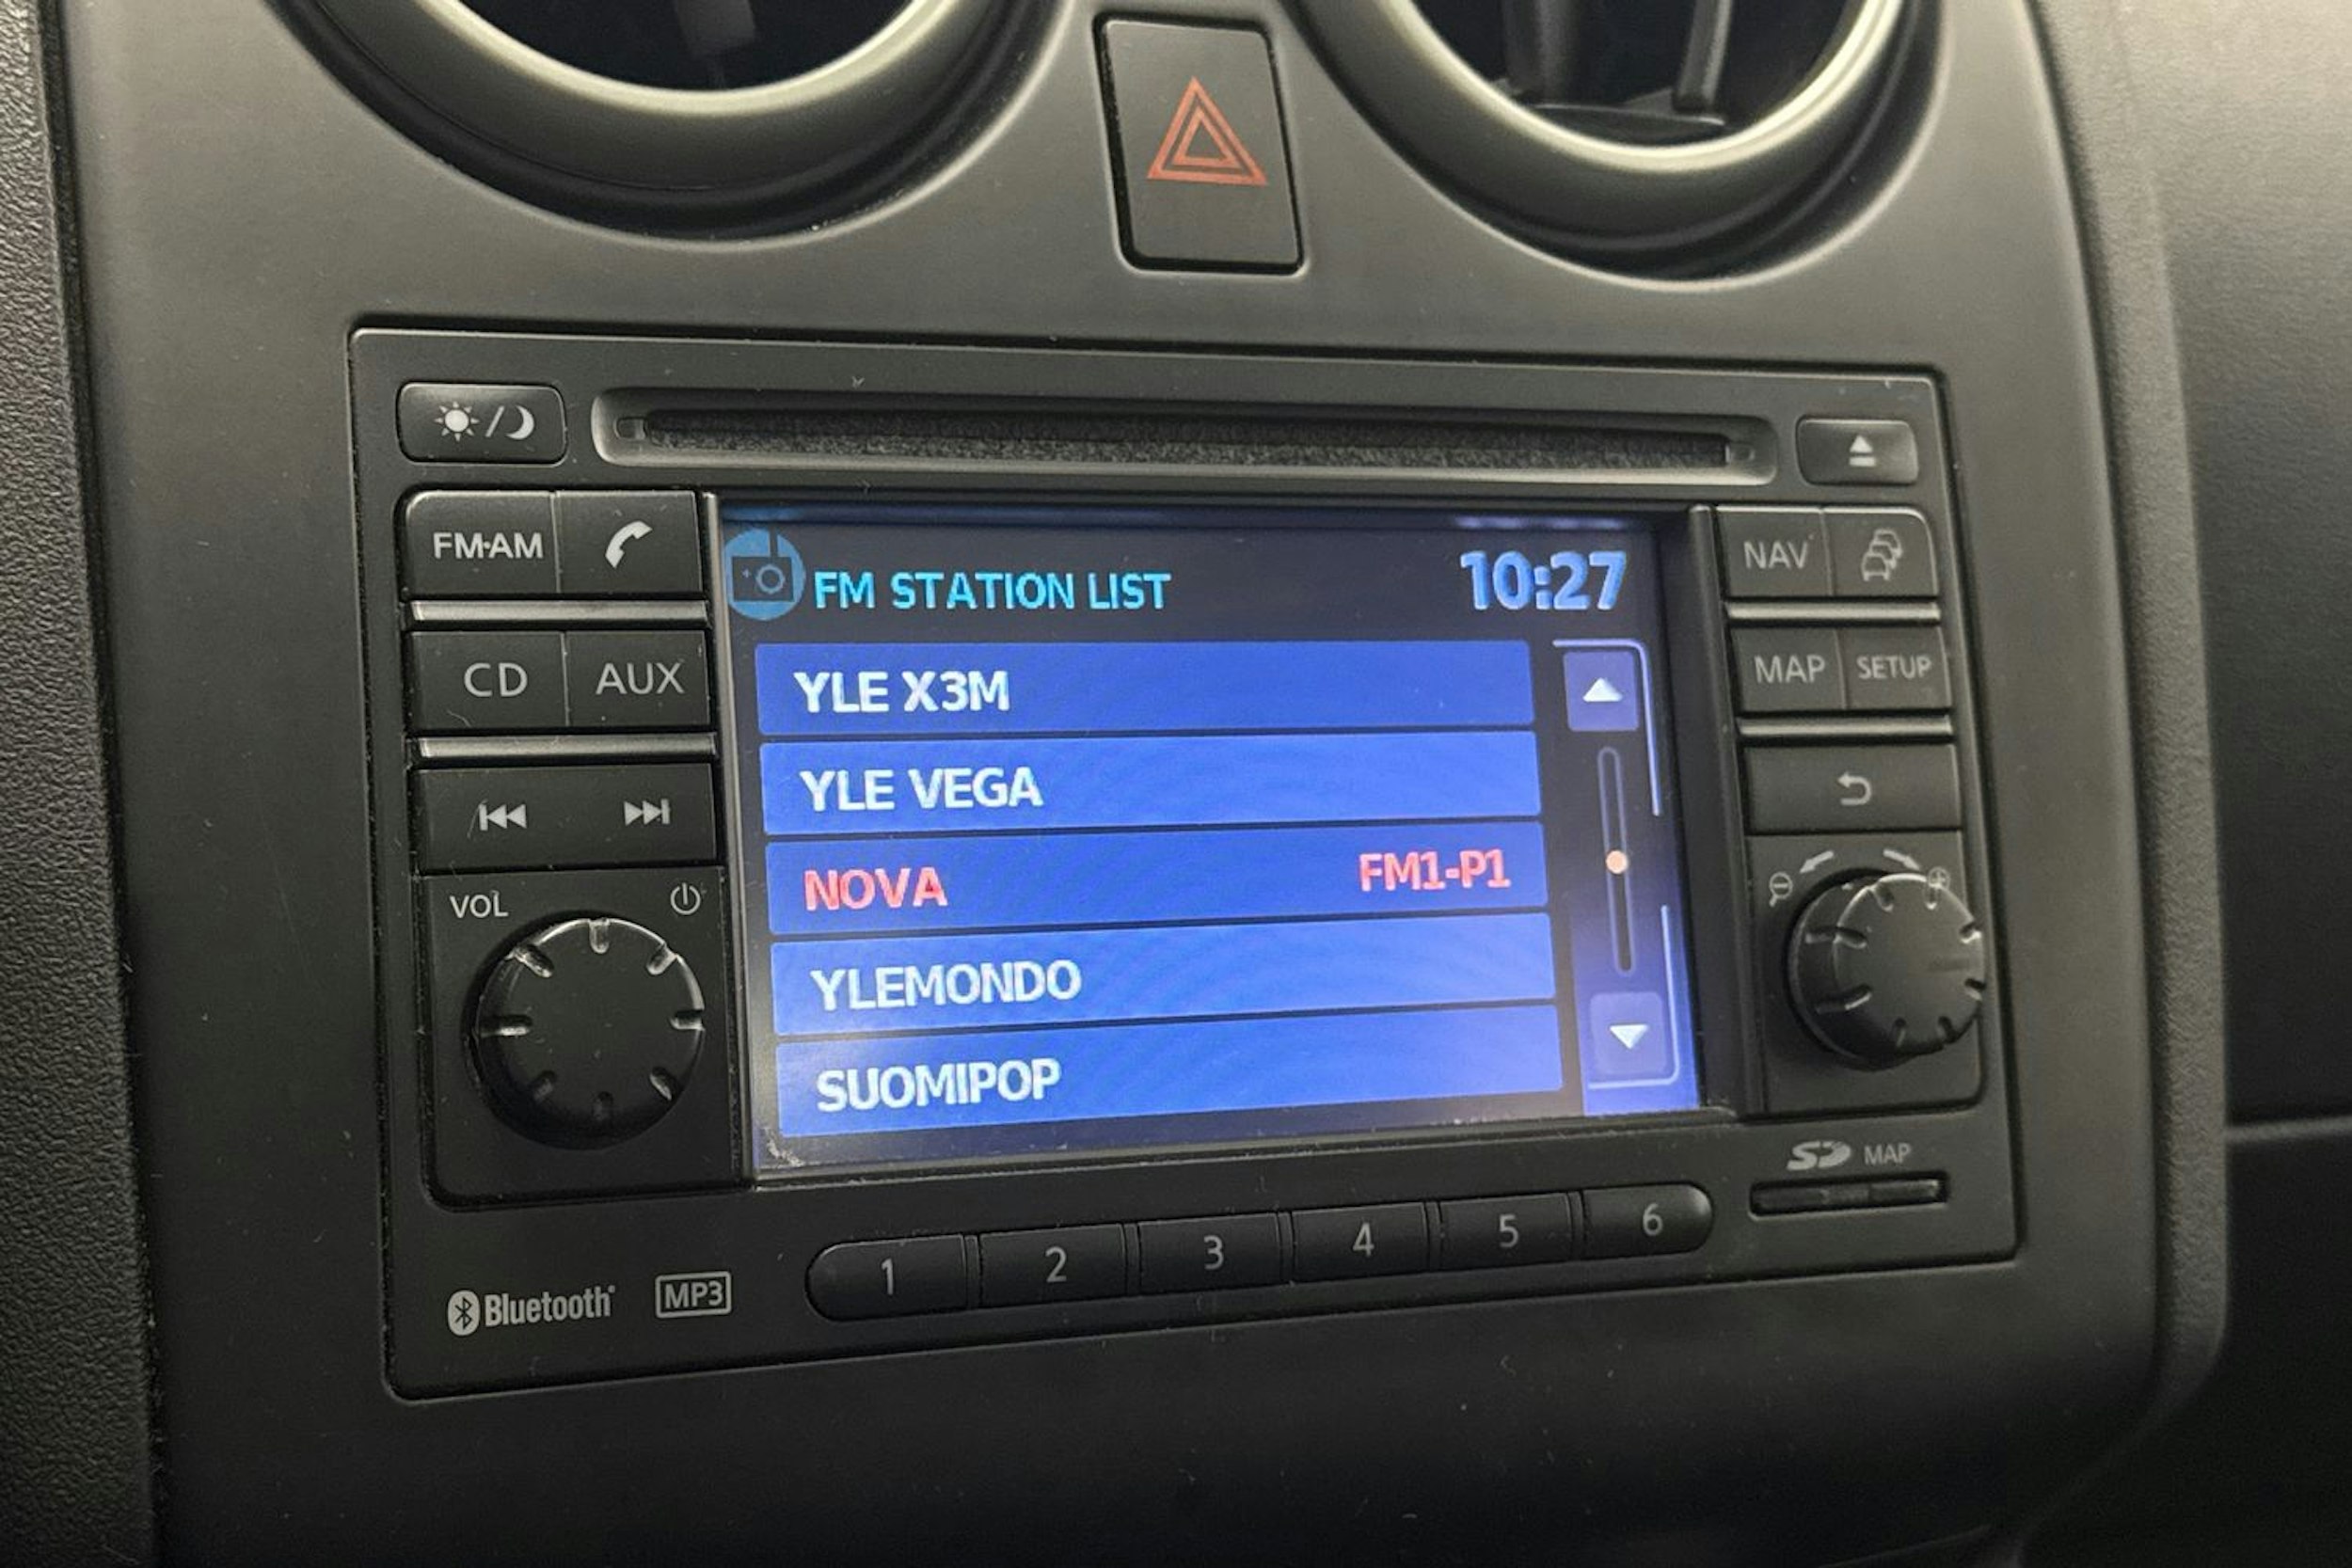 FM·AM
CD
AUX
VOL
FM STATION LIST
10:27
YLE X3M
YLE VEGA
NOVA FM1-P1
YLEMONDO
SUOMIPOP
NAV
MAP
SETUP
SD MAP
1 2 3 4 5 6
Bluetooth
MP3